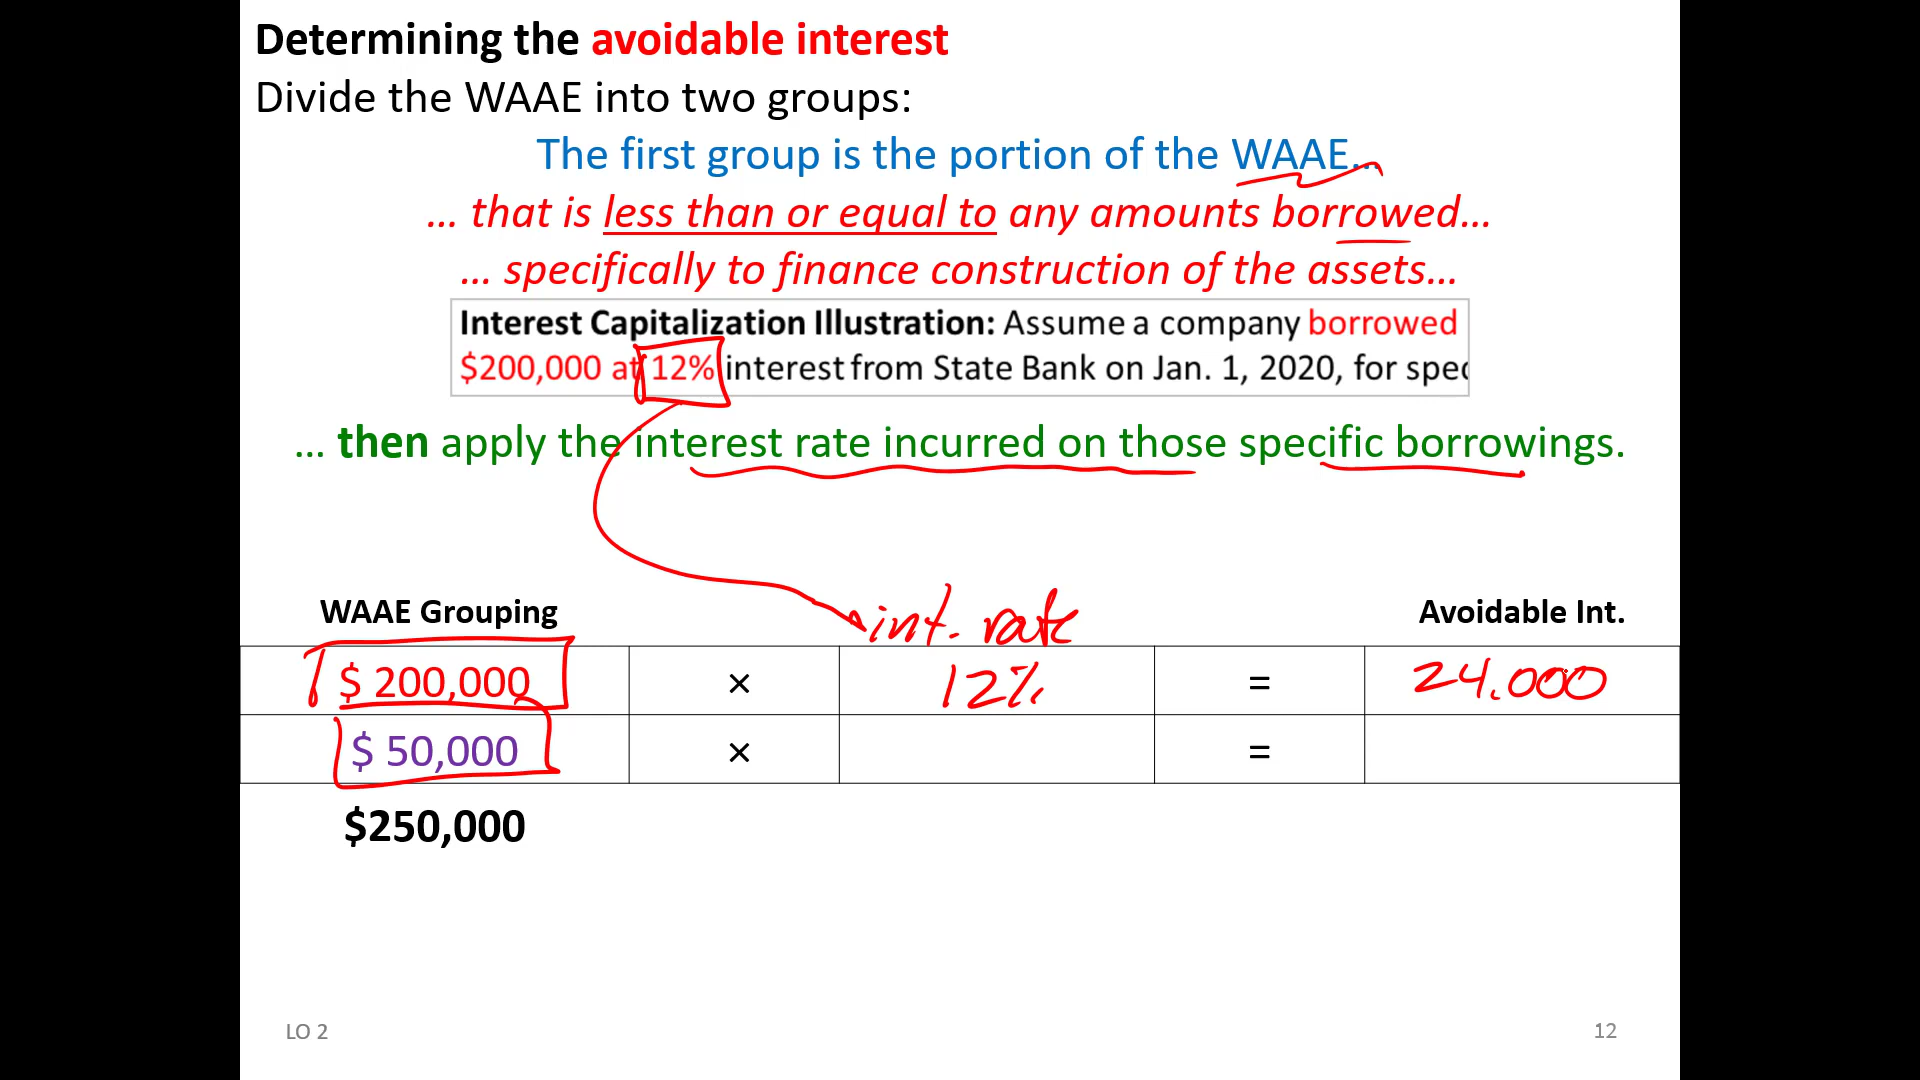 Determining the avoidable interest
Divide the WAAE into two groups:
The first group is the portion of the WAAE...
... that is less than or equal to any amounts borrowed...
... specifically to finance construction of the assets...
Interest Capitalization Illustration: Assume a company borrowed
$200,000 at 12% interest from State Bank on Jan. 1, 2020, for spec
... then apply the interest rate incurred on those specific borrowings.
WAAE Grouping int. rate Avoidable Int.
$ 200,000 × 12% = 24.000
$ 50,000 × =
$250,000
LO 2 12